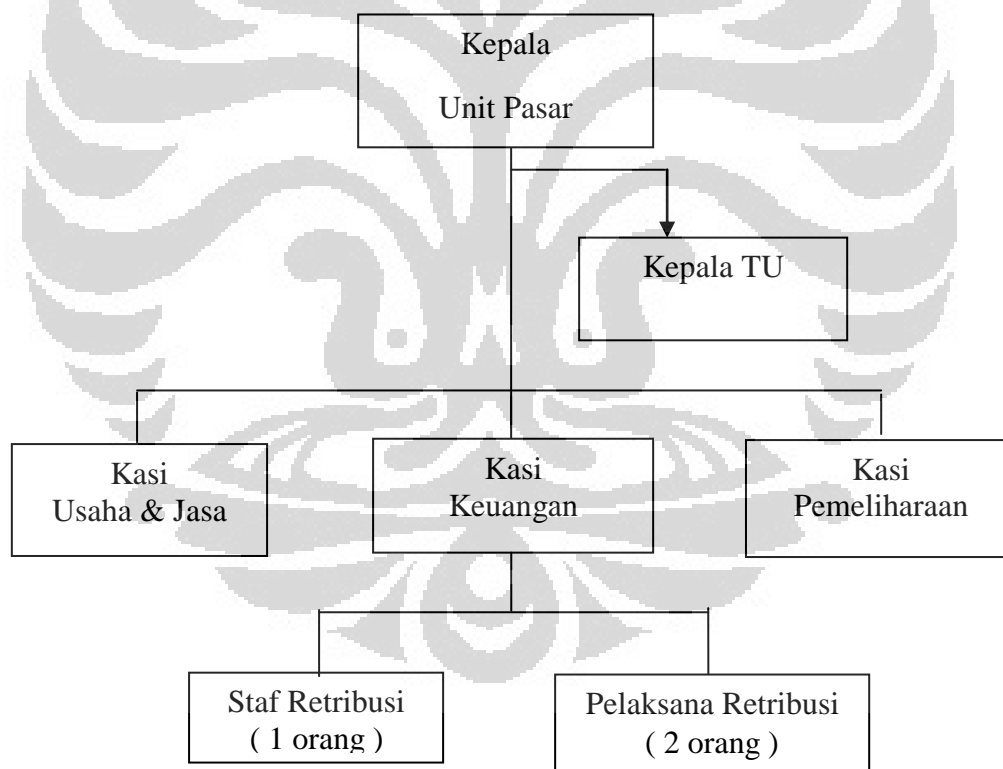 Kepala
Unit Pasar
Kepala TU
Kasi
Usaha & Jasa
Kasi
Keuangan
Kasi
Pemeliharaan
Staf Retribusi
( 1 orang )
Pelaksana Retribusi
( 2 orang )